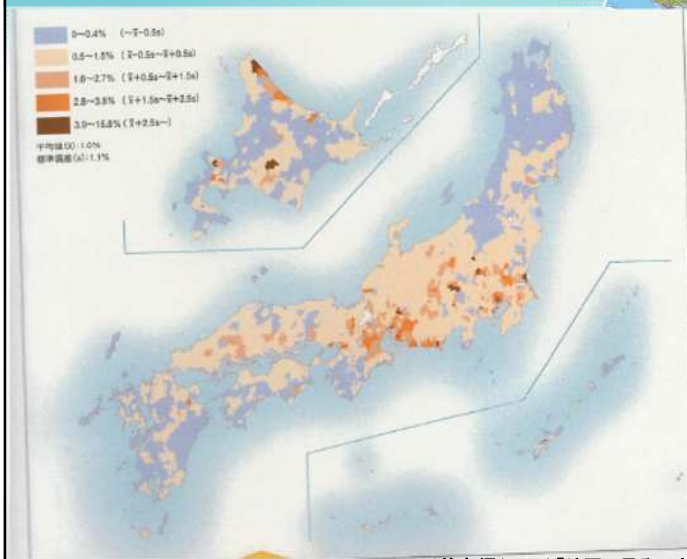 0~0.4% (~x̄-0.5s)
0.5~1.5% (x̄-0.5s~x̄+0.5s)
1.6~2.7% (x̄+0.5s~x̄+1.5s)
2.8~3.8% (x̄+1.5s~x̄+2.5s)
3.9~15.8% (x̄+2.5s~)
平均値(x̄):1.0%
標準偏差(s):1.1%